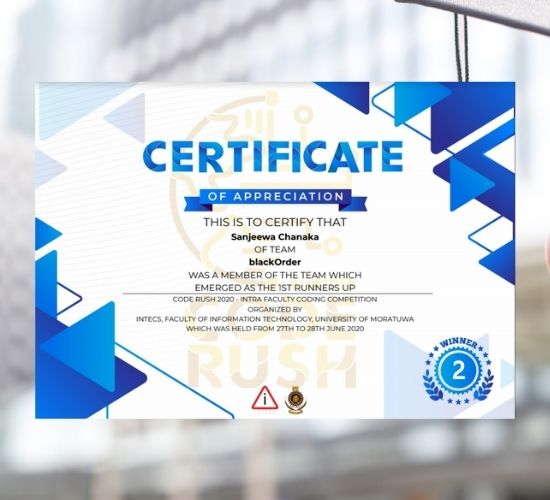 CERTIFICATE
OF APPRECIATION
THIS IS TO CERTIFY THAT
Sanjeewa Chanaka
OF TEAM
blackOrder
WAS A MEMBER OF THE TEAM WHICH
EMERGED AS THE 1ST RUNNERS UP
CODE RUSH 2020 - INTRA FACULTY CODING COMPETITION
ORGANIZED BY
INTECS, FACULTY OF INFORMATION TECHNOLOGY, UNIVERSITY OF MORATUWA
WHICH WAS HELD FROM 27TH TO 28TH JUNE 2020
CODE
RUSH
WINNER
2